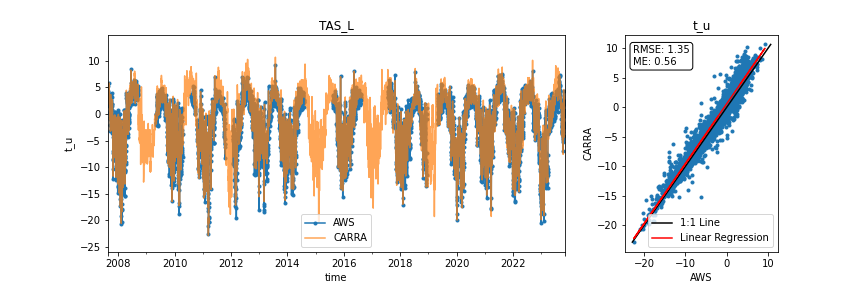 TAS_L
t_u
10
5
0
−5
−10
−15
−20
−25
t_u
2008
2010
2012
2014
2016
2018
2020
2022
time
AWS
CARRA
t_u
RMSE: 1.35
ME: 0.56
10
5
0
−5
−10
−15
−20
CARRA
−20
−10
0
10
AWS
1:1 Line
Linear Regression